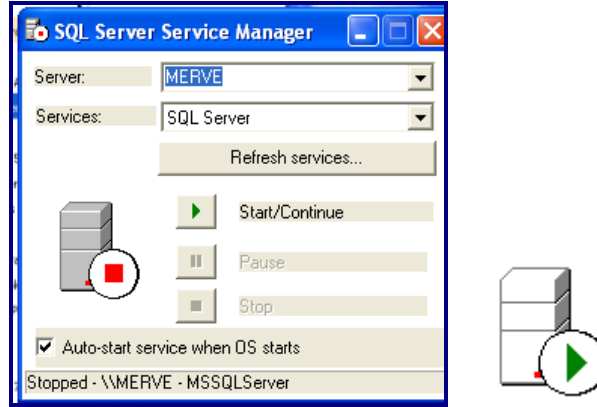 SQL Server Service Manager
Server: MERVE
Services: SQL Server
Refresh services...
Start/Continue
Pause
Stop
Auto-start service when OS starts
Stopped - \\MERVE - MSSQLServer